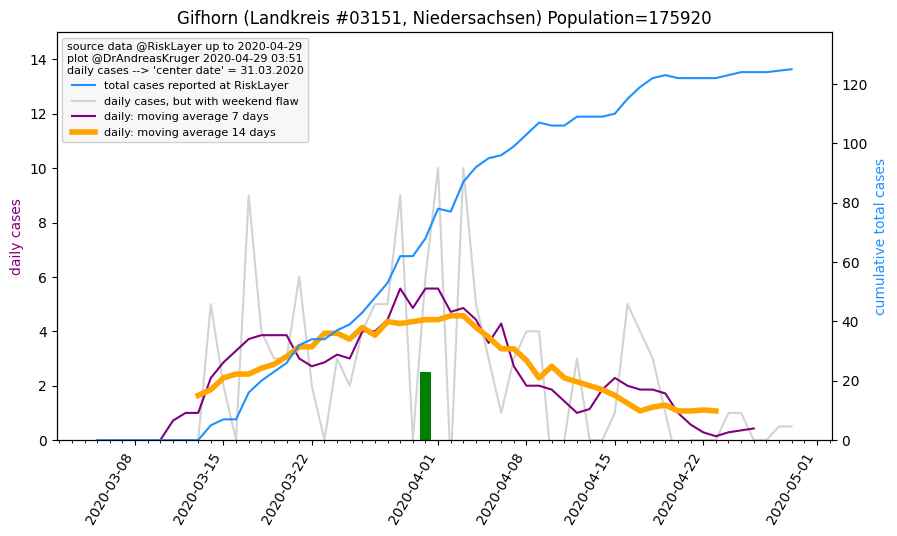 Gifhorn (Landkreis #03151, Niedersachsen) Population=175920
source data @RiskLayer up to 2020-04-29
plot @DrAndreasKruger 2020-04-29 03:51
daily cases --> 'center date' = 31.03.2020
total cases reported at RiskLayer
daily cases, but with weekend flaw
daily: moving average 7 days
daily: moving average 14 days
daily cases
14
12
10
8
6
4
2
0
cumulative total cases
120
100
80
60
40
20
0
2020-03-08
2020-03-15
2020-03-22
2020-04-01
2020-04-08
2020-04-15
2020-04-22
2020-05-01